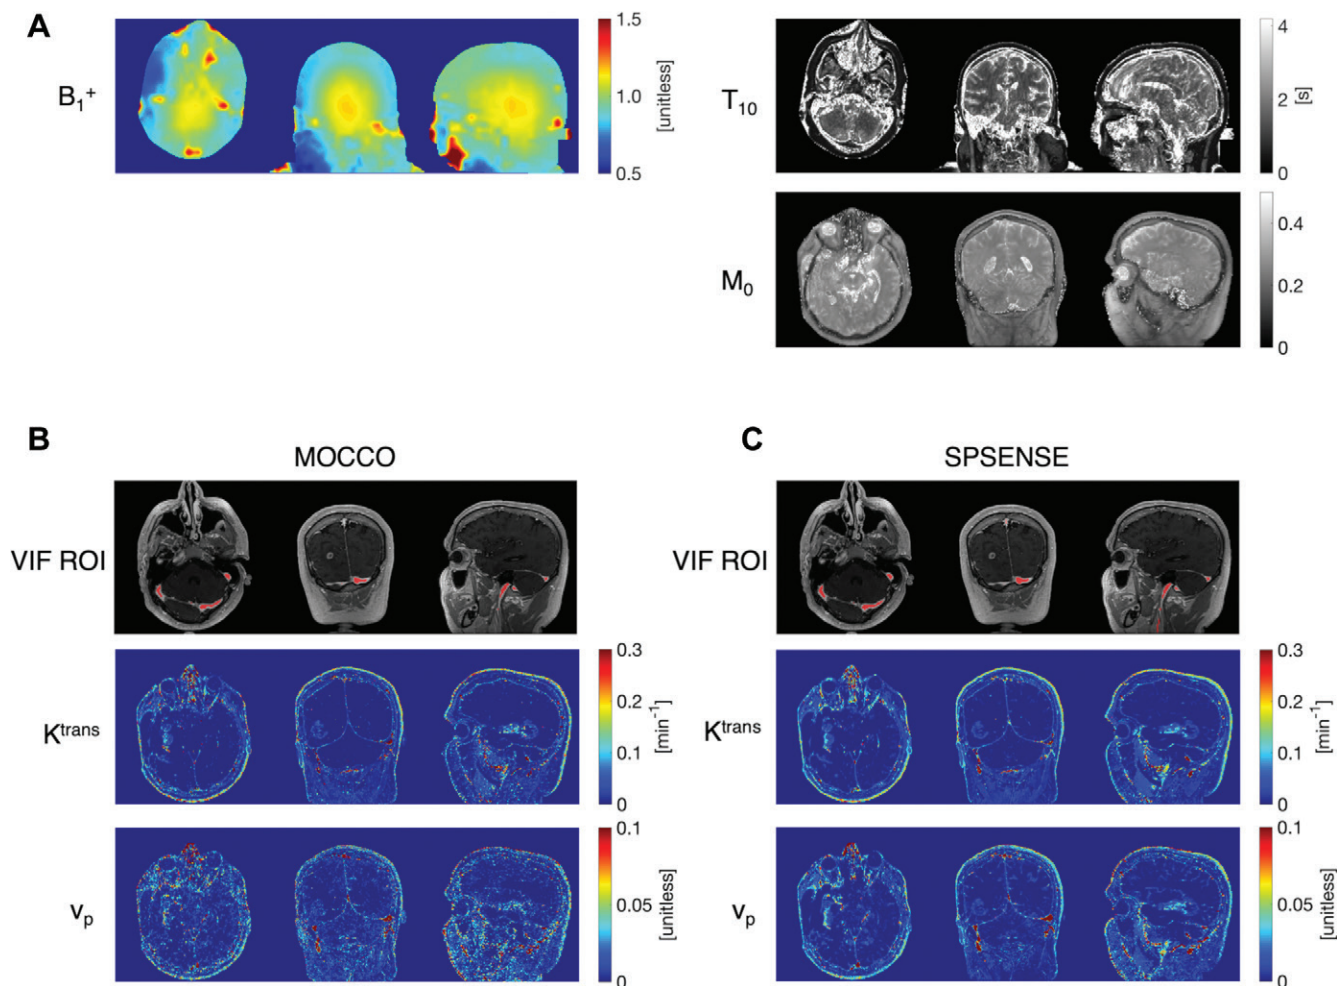 A
B₁⁺
1.5
1.0
0.5
[unitless]
T₁₀
4
2
0
[s]
M₀
0.4
0.2
0
B
MOCCO
VIF ROI
Kᵗʳᵃⁿˢ
0.3
0.2
0.1
0
[min⁻¹]
vₚ
0.1
0.05
0
[unitless]
C
SPSENSE
VIF ROI
Kᵗʳᵃⁿˢ
0.3
0.2
0.1
0
[min⁻¹]
vₚ
0.1
0.05
0
[unitless]